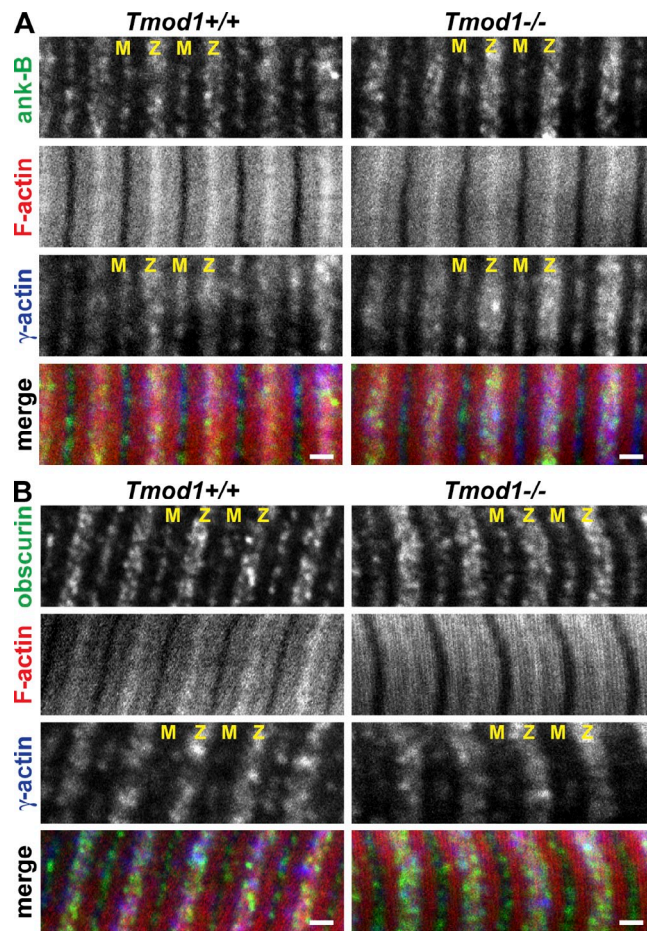 A
Tmod1+/+ Tmod1-/-
ank-B
M Z M Z M Z M Z
F-actin
γ-actin
M Z M Z M Z M Z
merge
B
Tmod1+/+ Tmod1-/-
obscurin
M Z M Z M Z M Z
F-actin
γ-actin
M Z M Z M Z M Z
merge